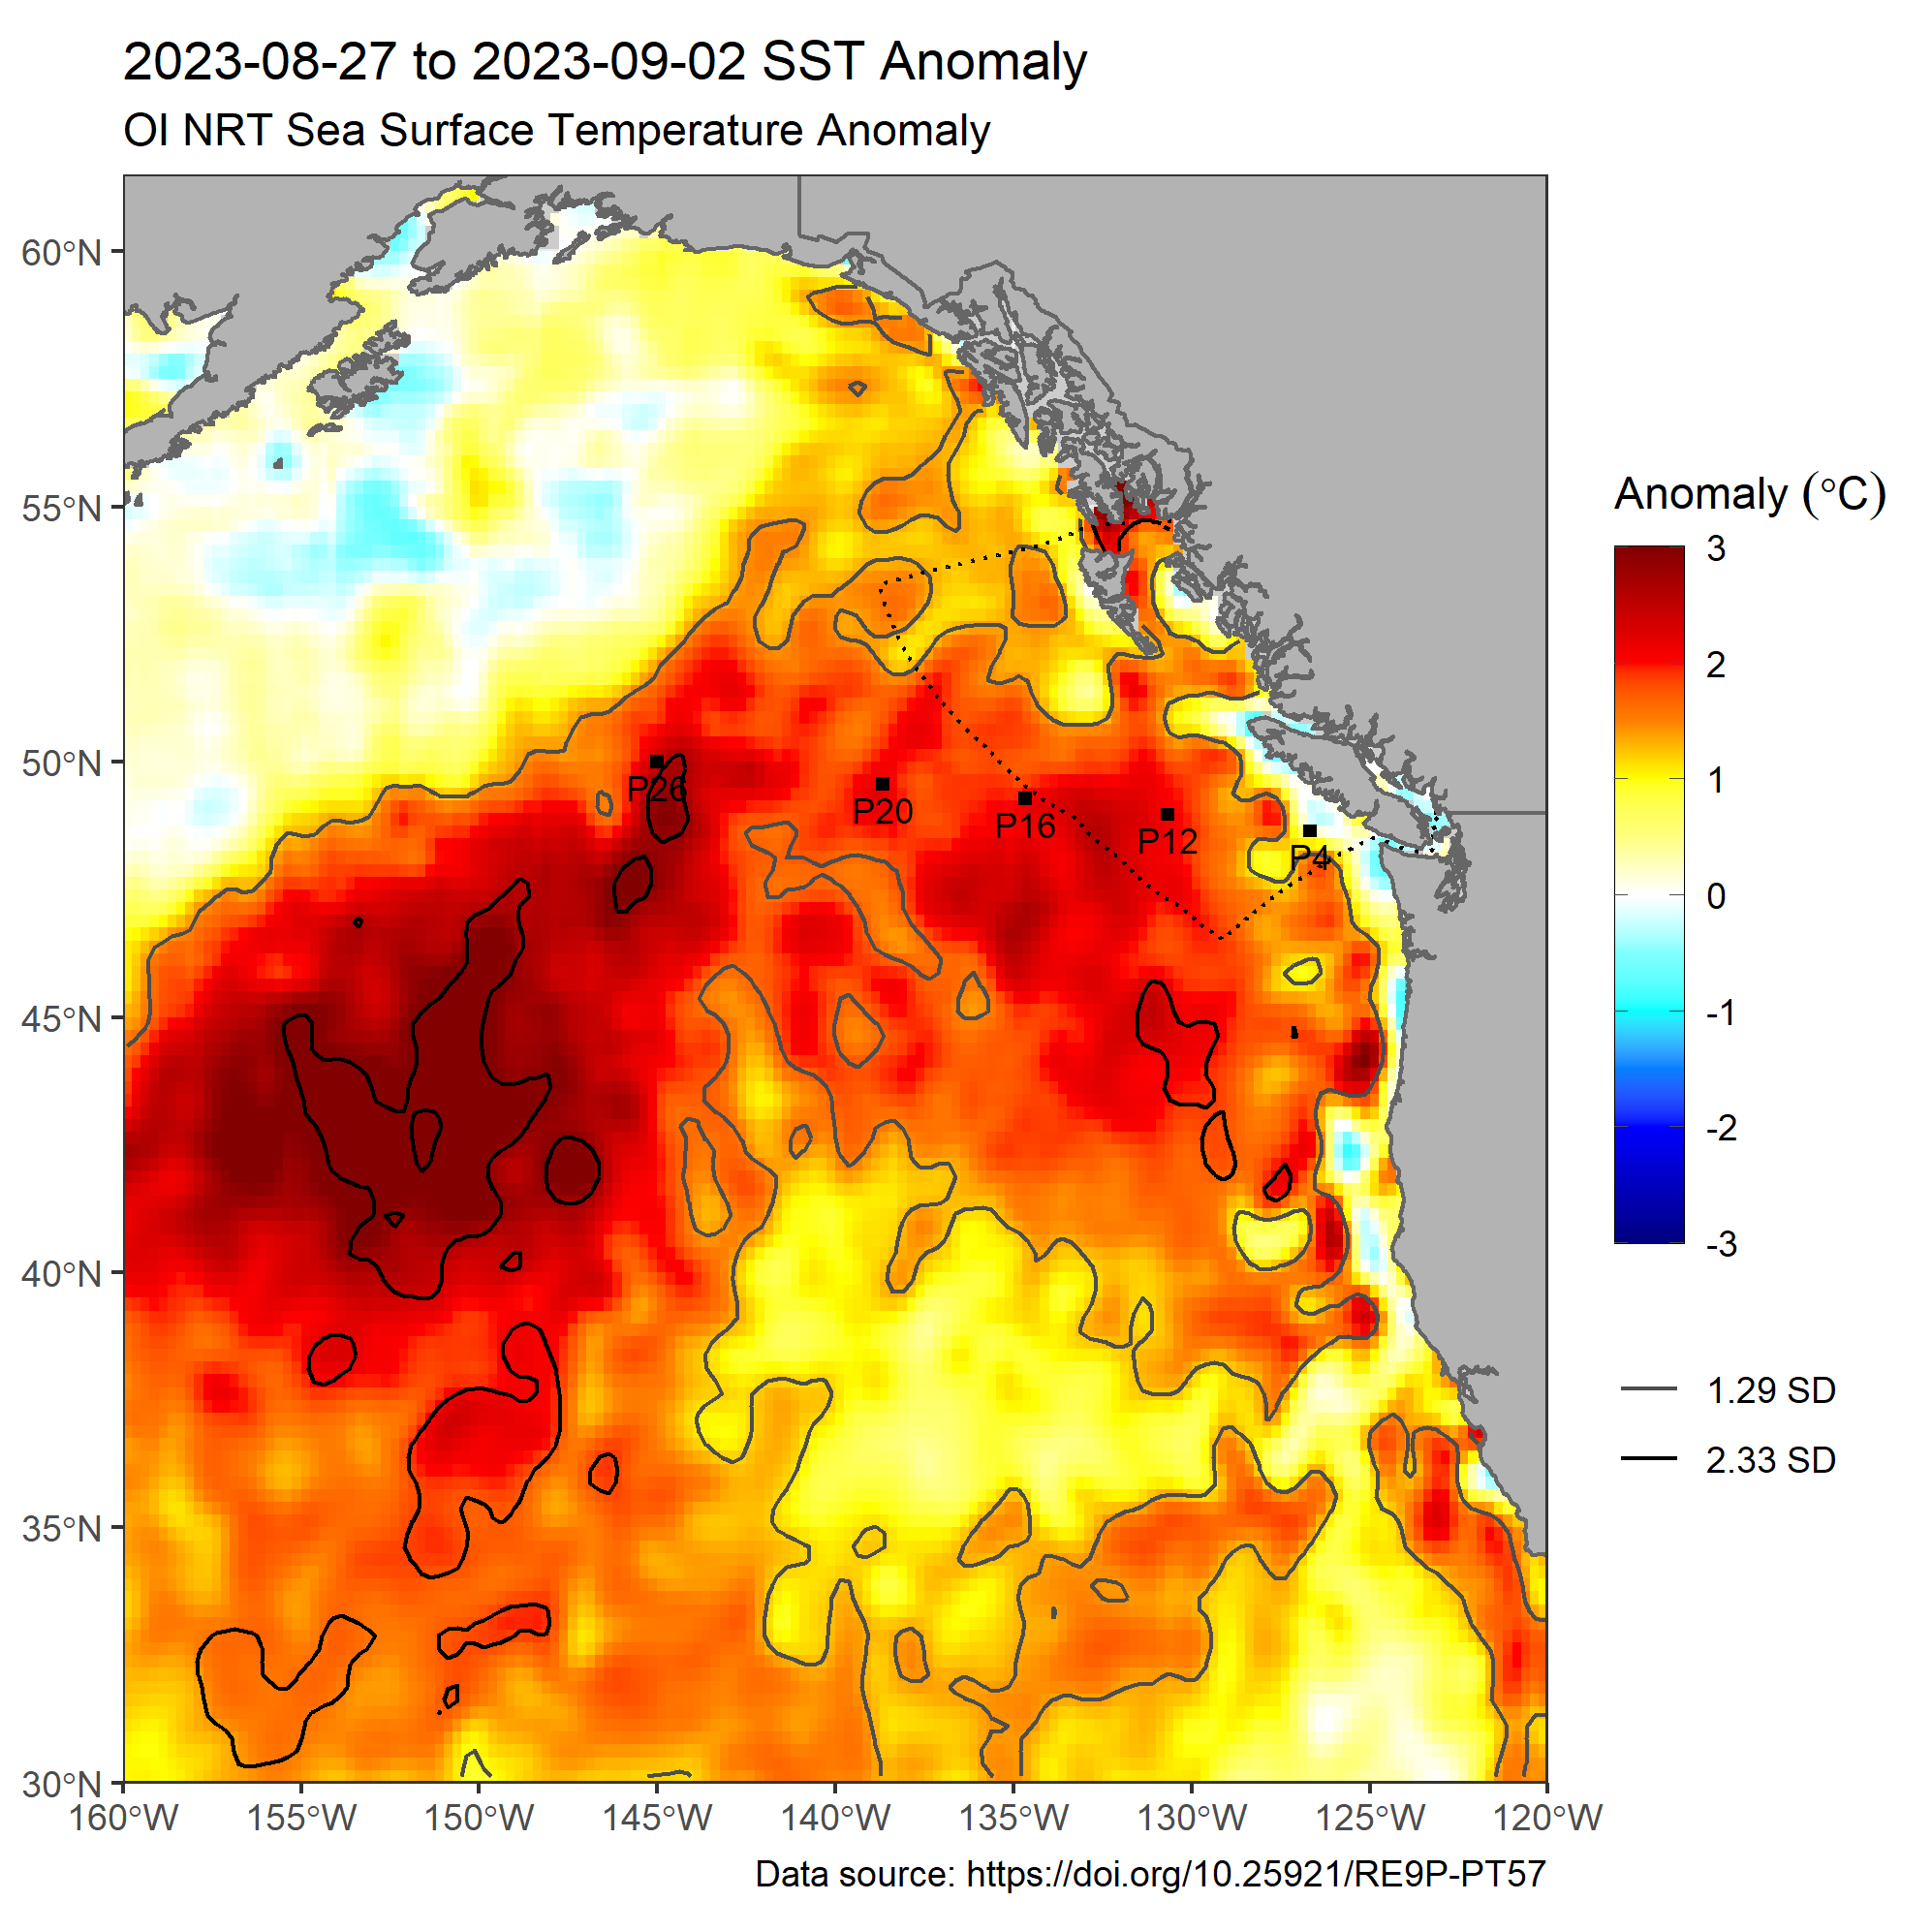 2023-08-27 to 2023-09-02 SST Anomaly
OI NRT Sea Surface Temperature Anomaly
60°N
55°N
50°N
45°N
40°N
35°N
30°N
160°W 155°W 150°W 145°W 140°W 135°W 130°W 125°W 120°W
P26
P20
P16
P12
P4
Anomaly (°C)
3
2
1
0
-1
-2
-3
1.29 SD
2.33 SD
Data source: https://doi.org/10.25921/RE9P-PT57